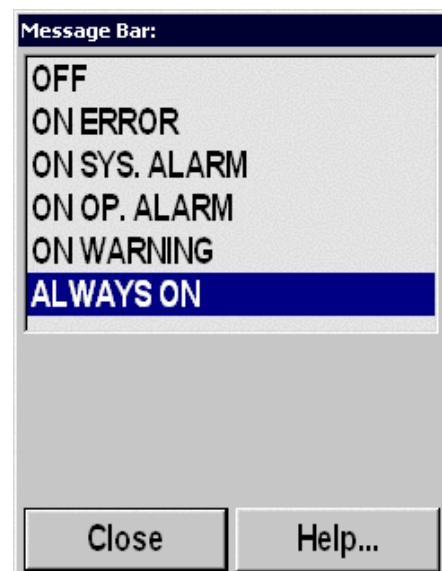 Message Bar:
OFF
ON ERROR
ON SYS. ALARM
ON OP. ALARM
ON WARNING
ALWAYS ON
Close
Help...